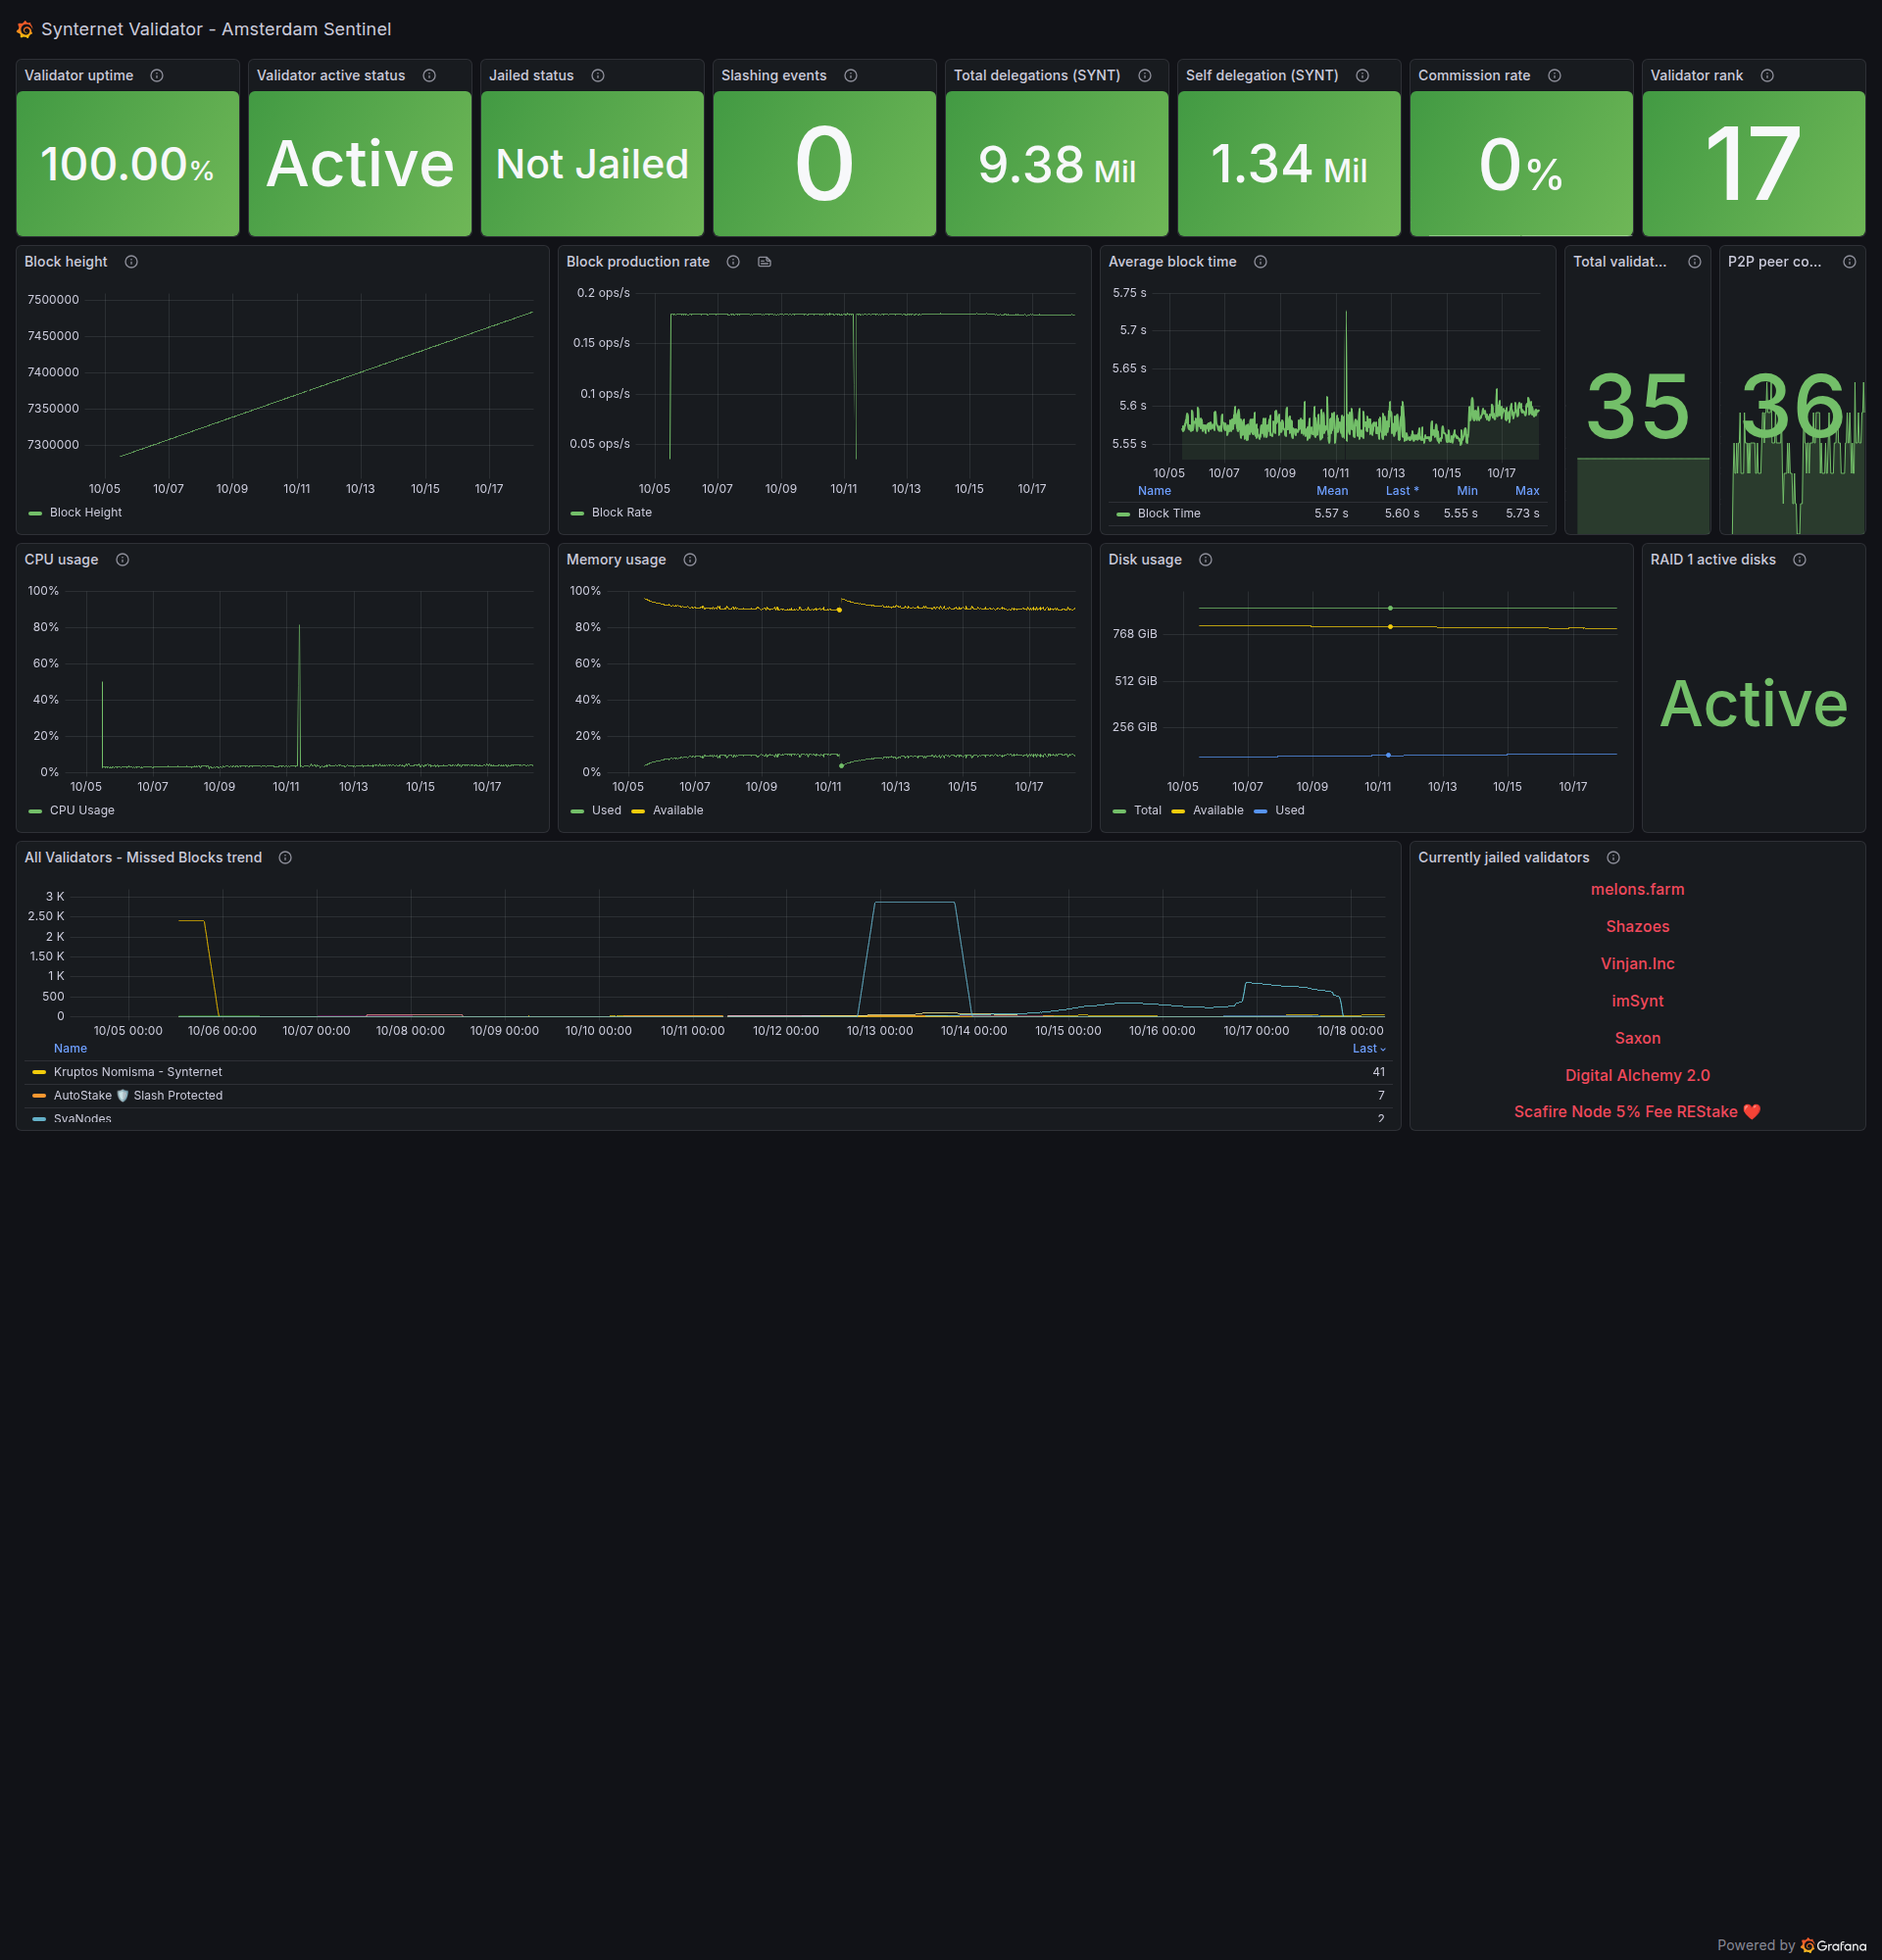 Synternet Validator - Amsterdam Sentinel
Validator uptime
100.00%
Validator active status
Active
Jailed status
Not Jailed
Slashing events
0
Total delegations (SYNT)
9.38 Mil
Self delegation (SYNT)
1.34 Mil
Commission rate
0%
Validator rank
17
Block height
7500000
7450000
7400000
7350000
7300000
10/05 10/07 10/09 10/11 10/13 10/15 10/17
Block Height
Block production rate
0.2 ops/s
0.15 ops/s
0.1 ops/s
0.05 ops/s
10/05 10/07 10/09 10/11 10/13 10/15 10/17
Block Rate
Average block time
5.75 s
5.7 s
5.65 s
5.6 s
5.55 s
10/05 10/07 10/09 10/11 10/13 10/15 10/17
Name Mean Last * Min Max
Block Time 5.57 s 5.60 s 5.55 s 5.73 s
Total validat...
35
P2P peer co...
36
CPU usage
100%
80%
60%
40%
20%
0%
10/05 10/07 10/09 10/11 10/13 10/15 10/17
CPU Usage
Memory usage
100%
80%
60%
40%
20%
0%
10/05 10/07 10/09 10/11 10/13 10/15 10/17
Used Available
Disk usage
768 GiB
512 GiB
256 GiB
10/05 10/07 10/09 10/11 10/13 10/15 10/17
Total Available Used
RAID 1 active disks
Active
All Validators - Missed Blocks trend
3 K
2.50 K
2 K
1.50 K
1 K
500
0
10/05 00:00 10/06 00:00 10/07 00:00 10/08 00:00 10/09 00:00 10/10 00:00 10/11 00:00 10/12 00:00 10/13 00:00 10/14 00:00 10/15 00:00 10/16 00:00 10/17 00:00 10/18 00:00
Name Last
Kruptos Nomisma - Synternet 41
AutoStake 🛡️ Slash Protected 7
SvaNodes 2
Currently jailed validators
melons.farm
Shazoes
Vinjan.Inc
imSynt
Saxon
Digital Alchemy 2.0
Scafire Node 5% Fee REStake ❤️
Powered by Grafana